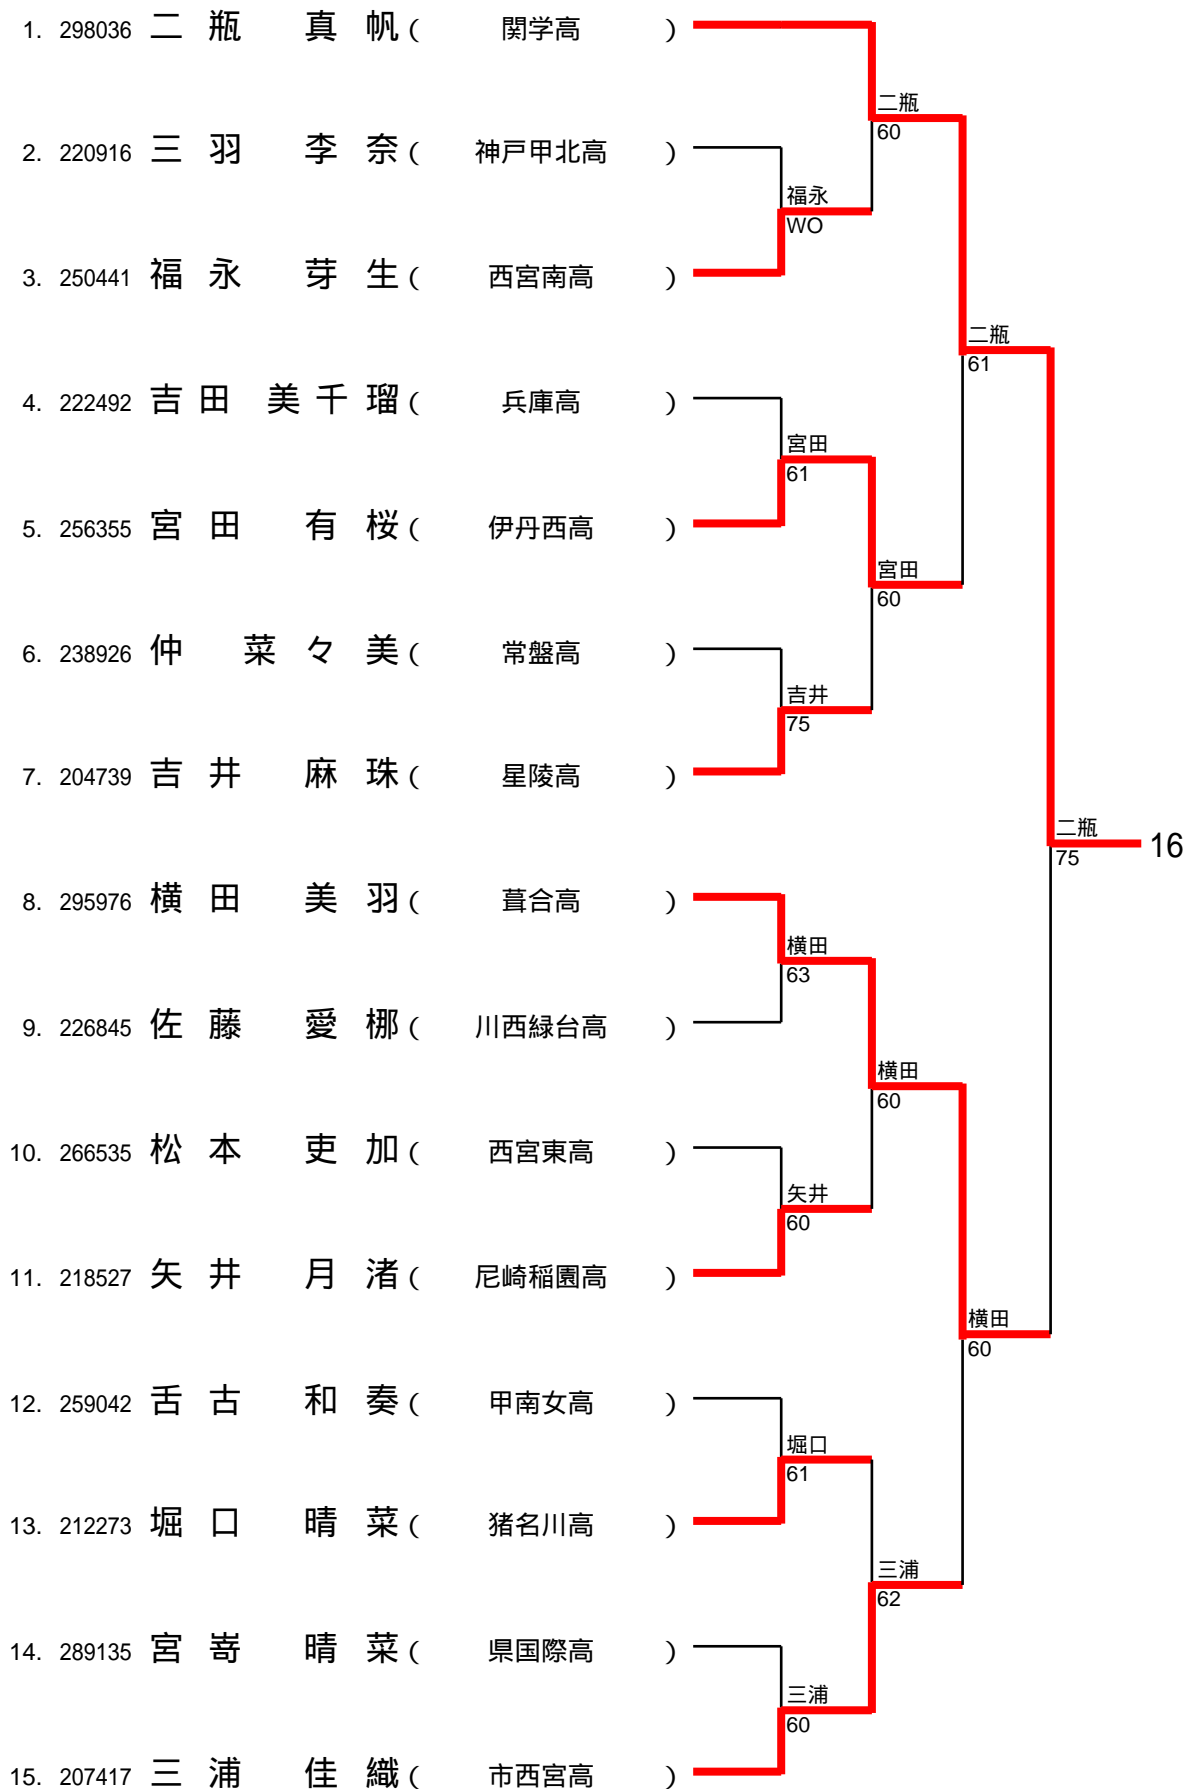 1. 298036 二瓶 真帆 ( 関学高 )
二瓶
60
2. 220916 三羽 李奈 ( 神戸甲北高 )
福永
WO
3. 250441 福永 芽生 ( 西宮南高 )
二瓶
61
4. 222492 吉田 美千瑠 ( 兵庫高 )
宮田
61
5. 256355 宮田 有桜 ( 伊丹西高 )
宮田
60
6. 238926 仲 菜々美 ( 常盤高 )
吉井
75
7. 204739 吉井 麻珠 ( 星陵高 )
二瓶
75
16
8. 295976 横田 美羽 ( 葺合高 )
横田
63
9. 226845 佐藤 愛梛 ( 川西緑台高 )
横田
60
10. 266535 松本 吏加 ( 西宮東高 )
矢井
60
11. 218527 矢井 月渚 ( 尼崎稲園高 )
横田
60
12. 259042 舌古 和奏 ( 甲南女高 )
堀口
61
13. 212273 堀口 晴菜 ( 猪名川高 )
三浦
62
14. 289135 宮嵜 晴菜 ( 県国際高 )
三浦
60
15. 207417 三浦 佳織 ( 市西宮高 )